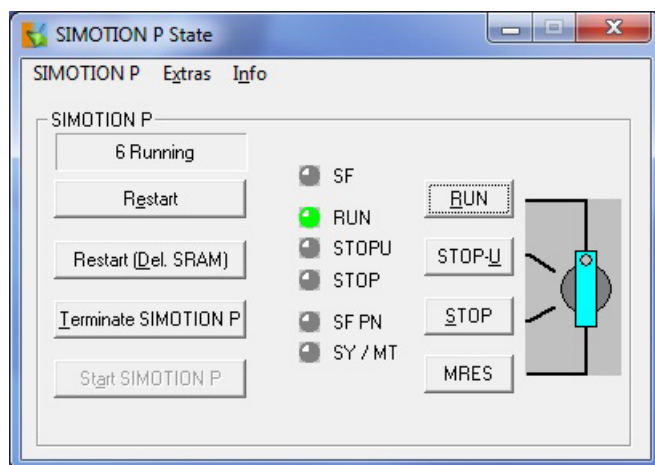 SIMOTION P State
SIMOTION P Extras Info
SIMOTION P
6 Running
Restart
Restart (Del. SRAM)
Terminate SIMOTION P
Start SIMOTION P
SF
RUN
STOPU
STOP
SF PN
SY / MT
RUN
STOP-U
STOP
MRES